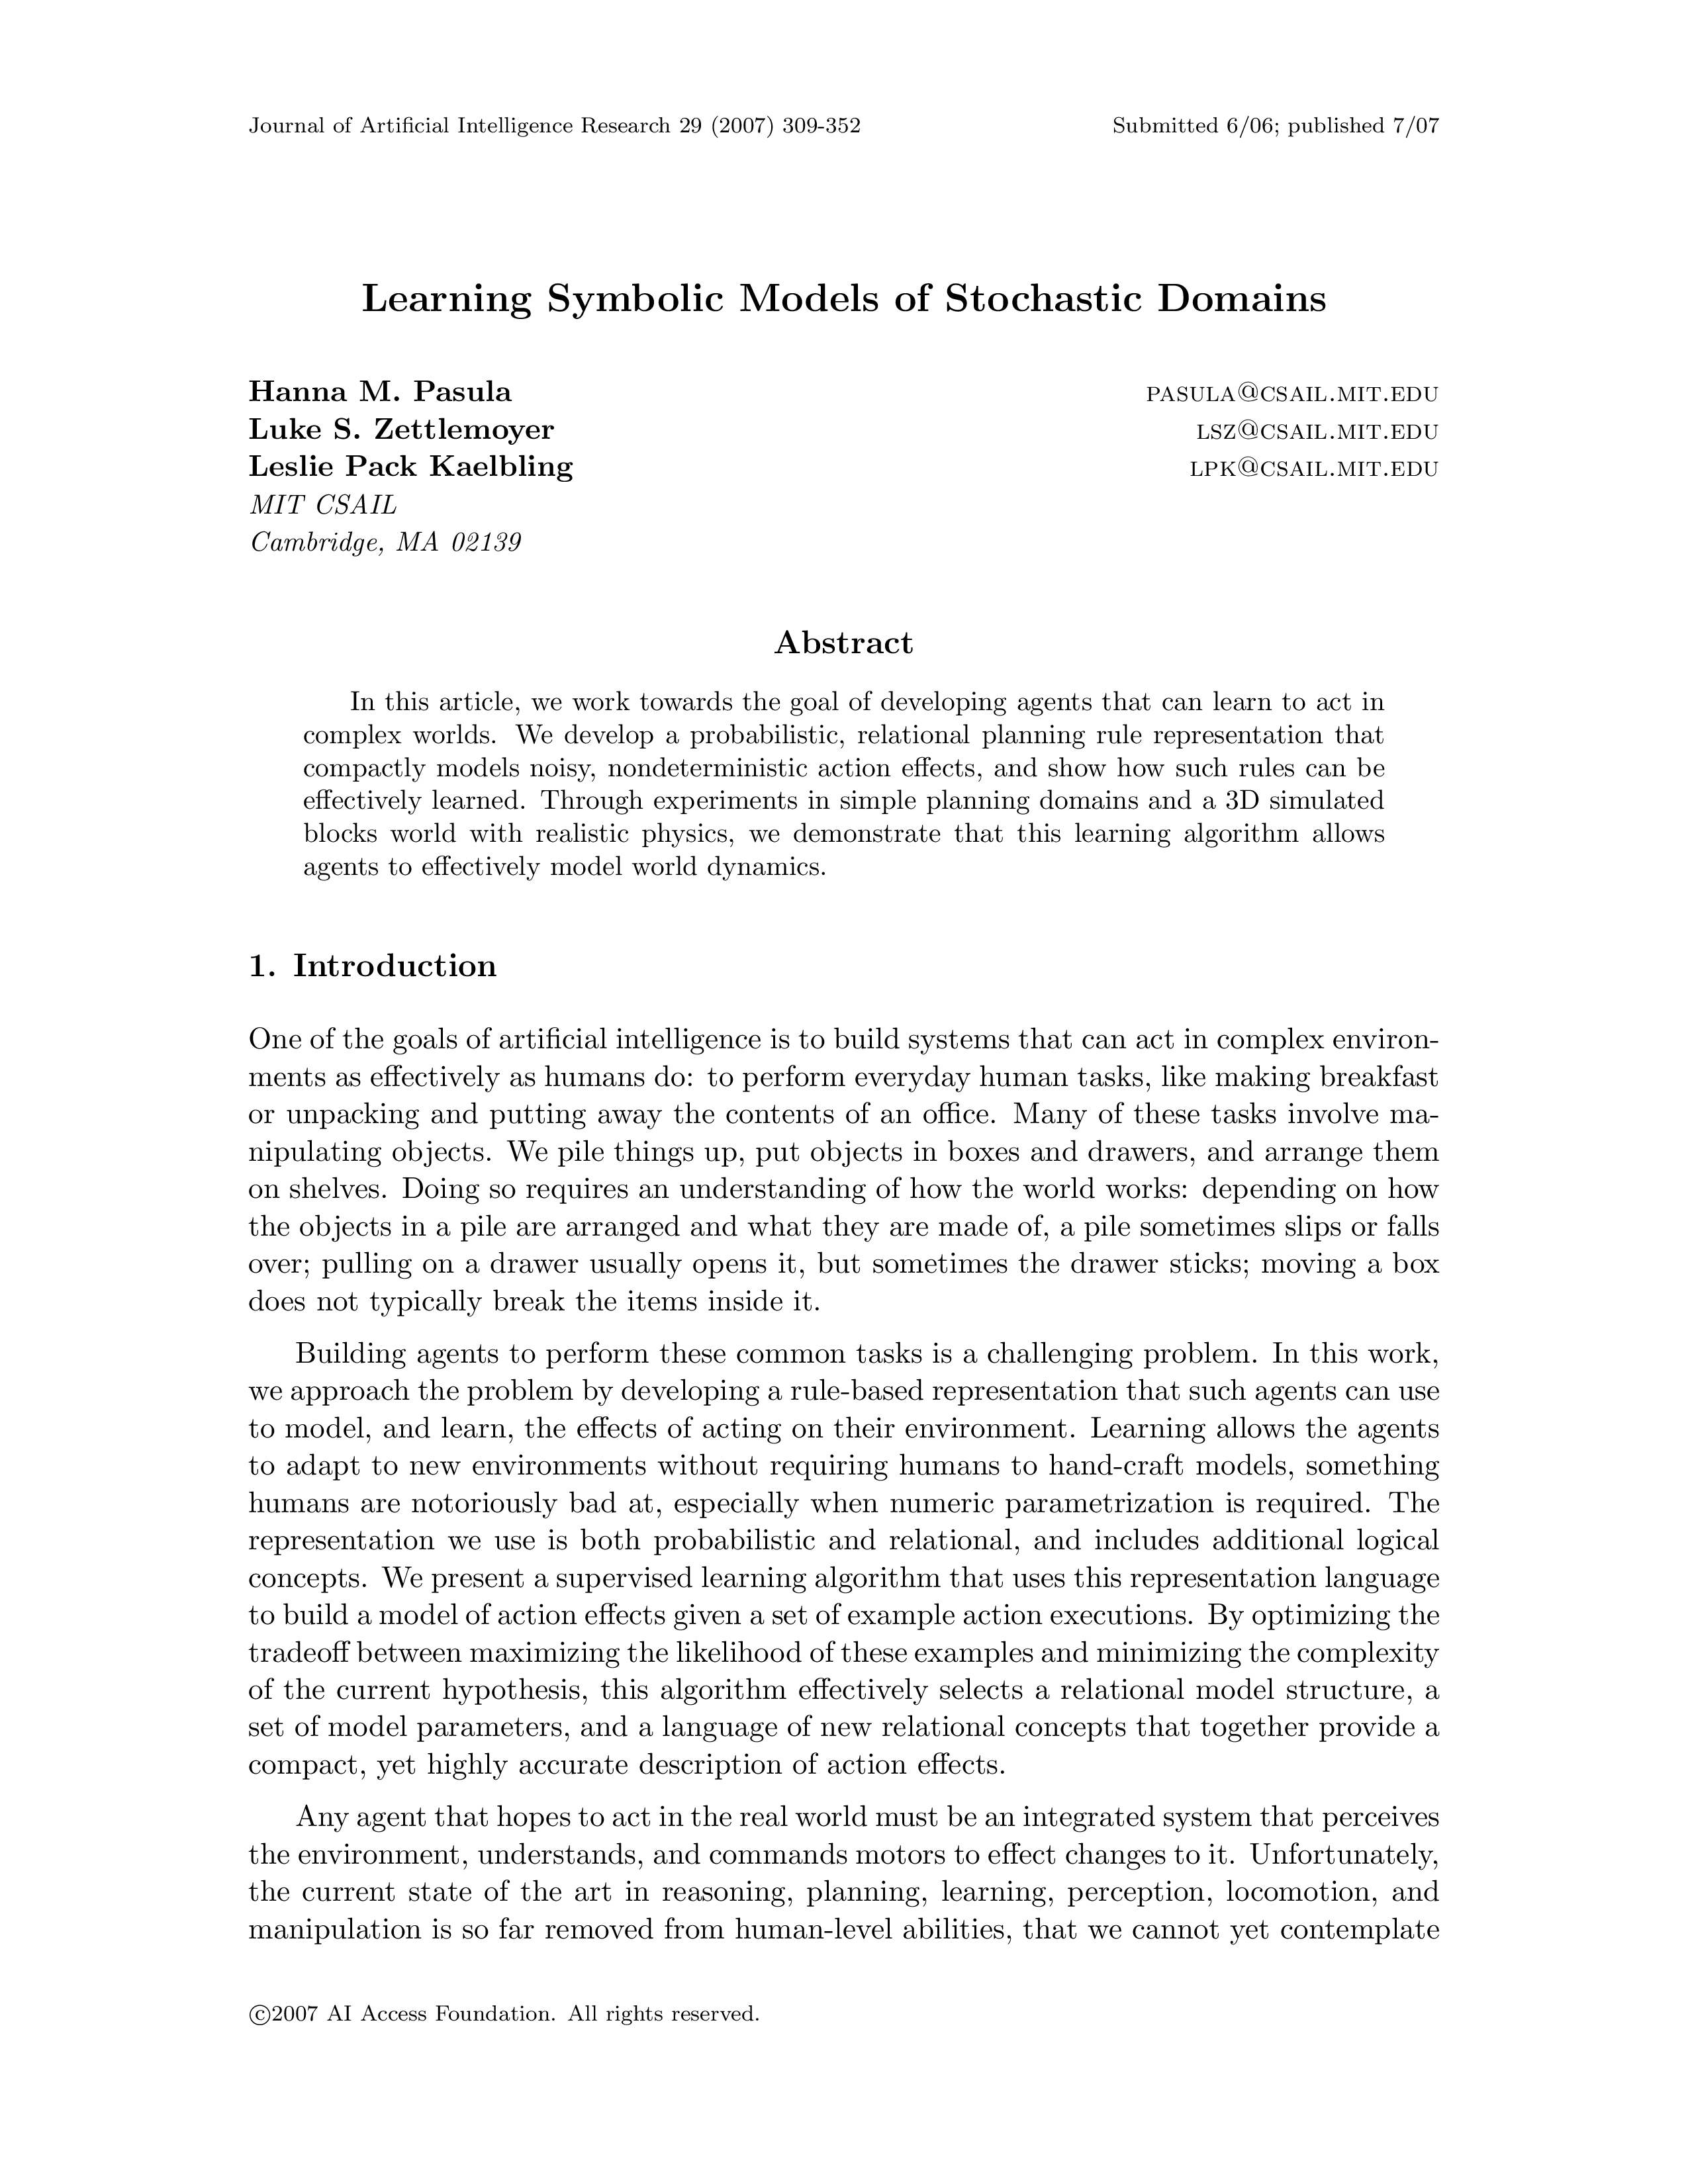 Journal of Artificial Intelligence Research 29 (2007) 309-352 Submitted 6/06; published 7/07
Learning Symbolic Models of Stochastic Domains
Hanna M. Pasula PASULA@CSAIL.MIT.EDU
Luke S. Zettlemoyer LSZ@CSAIL.MIT.EDU
Leslie Pack Kaelbling LPK@CSAIL.MIT.EDU
MIT CSAIL
Cambridge, MA 02139
Abstract
In this article, we work towards the goal of developing agents that can learn to act in
complex worlds. We develop a probabilistic, relational planning rule representation that
compactly models noisy, nondeterministic action effects, and show how such rules can be
effectively learned. Through experiments in simple planning domains and a 3D simulated
blocks world with realistic physics, we demonstrate that this learning algorithm allows
agents to effectively model world dynamics.
1. Introduction
One of the goals of artificial intelligence is to build systems that can act in complex environ-
ments as effectively as humans do: to perform everyday human tasks, like making breakfast
or unpacking and putting away the contents of an office. Many of these tasks involve ma-
nipulating objects. We pile things up, put objects in boxes and drawers, and arrange them
on shelves. Doing so requires an understanding of how the world works: depending on how
the objects in a pile are arranged and what they are made of, a pile sometimes slips or falls
over; pulling on a drawer usually opens it, but sometimes the drawer sticks; moving a box
does not typically break the items inside it.
Building agents to perform these common tasks is a challenging problem. In this work,
we approach the problem by developing a rule-based representation that such agents can use
to model, and learn, the effects of acting on their environment. Learning allows the agents
to adapt to new environments without requiring humans to hand-craft models, something
humans are notoriously bad at, especially when numeric parametrization is required. The
representation we use is both probabilistic and relational, and includes additional logical
concepts. We present a supervised learning algorithm that uses this representation language
to build a model of action effects given a set of example action executions. By optimizing the
tradeoff between maximizing the likelihood of these examples and minimizing the complexity
of the current hypothesis, this algorithm effectively selects a relational model structure, a
set of model parameters, and a language of new relational concepts that together provide a
compact, yet highly accurate description of action effects.
Any agent that hopes to act in the real world must be an integrated system that perceives
the environment, understands, and commands motors to effect changes to it. Unfortunately,
the current state of the art in reasoning, planning, learning, perception, locomotion, and
manipulation is so far removed from human-level abilities, that we cannot yet contemplate
©2007 AI Access Foundation. All rights reserved.